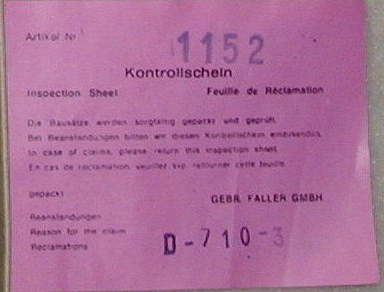 Artikel Nr
1152
Kontrollschein
Inspection Sheet Feuille de Réclamation
Die Bausätze werden sorgfältig gepackt und geprüft.
Bei Beanstandungen bitten wir diesen Kontrollschein einzusenden.
In case of claims, please return this inspection sheet.
En cas de réclamation, veuillez s.v.p. retourner cette feuille.
gepackt
GEBR. FALLER GMBH.
Beanstandungen
Reason for the claim
Réclamations
D-710-3